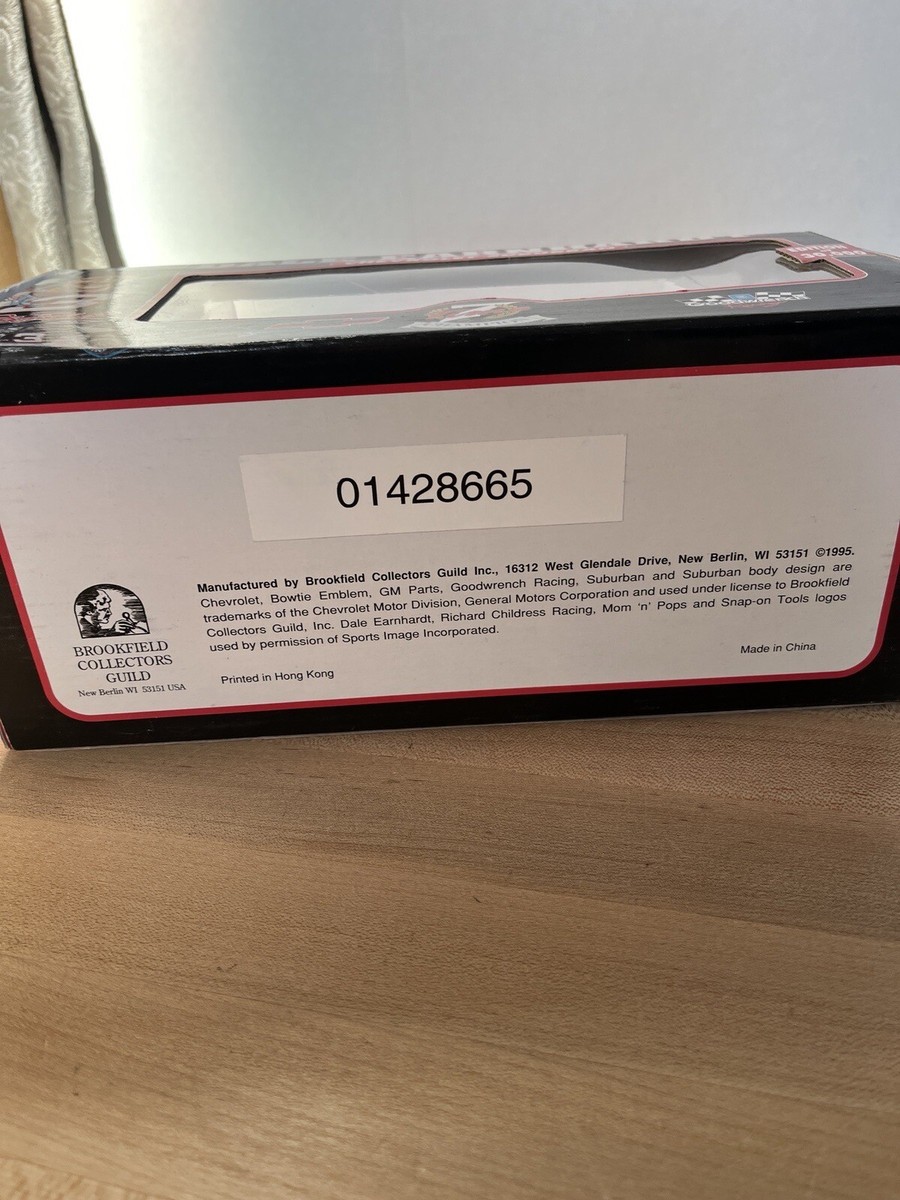 EDITION
01428665
Manufactured by Brookfield Collectors Guild Inc., 16312 West Glendale Drive, New Berlin, WI 53151 ©1995.
Chevrolet, Bowtie Emblem, GM Parts, Goodwrench Racing, Suburban and Suburban body design are
trademarks of the Chevrolet Motor Division, General Motors Corporation and used under license to Brookfield
Collectors Guild, Inc. Dale Earnhardt, Richard Childress Racing, Mom 'n' Pops and Snap-on Tools logos
used by permission of Sports Image Incorporated.
BROOKFIELD
COLLECTORS
GUILD
New Berlin WI 53151 USA
Printed in Hong Kong
Made in China